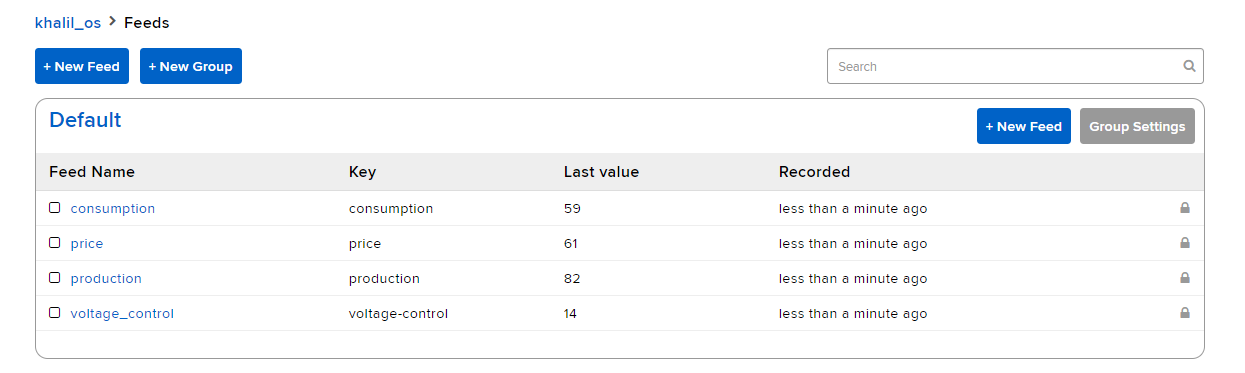 khalil_os > Feeds
+ New Feed + New Group Search
Default + New Feed Group Settings
Feed Name Key Last value Recorded
consumption consumption 59 less than a minute ago
price price 61 less than a minute ago
production production 82 less than a minute ago
voltage_control voltage-control 14 less than a minute ago